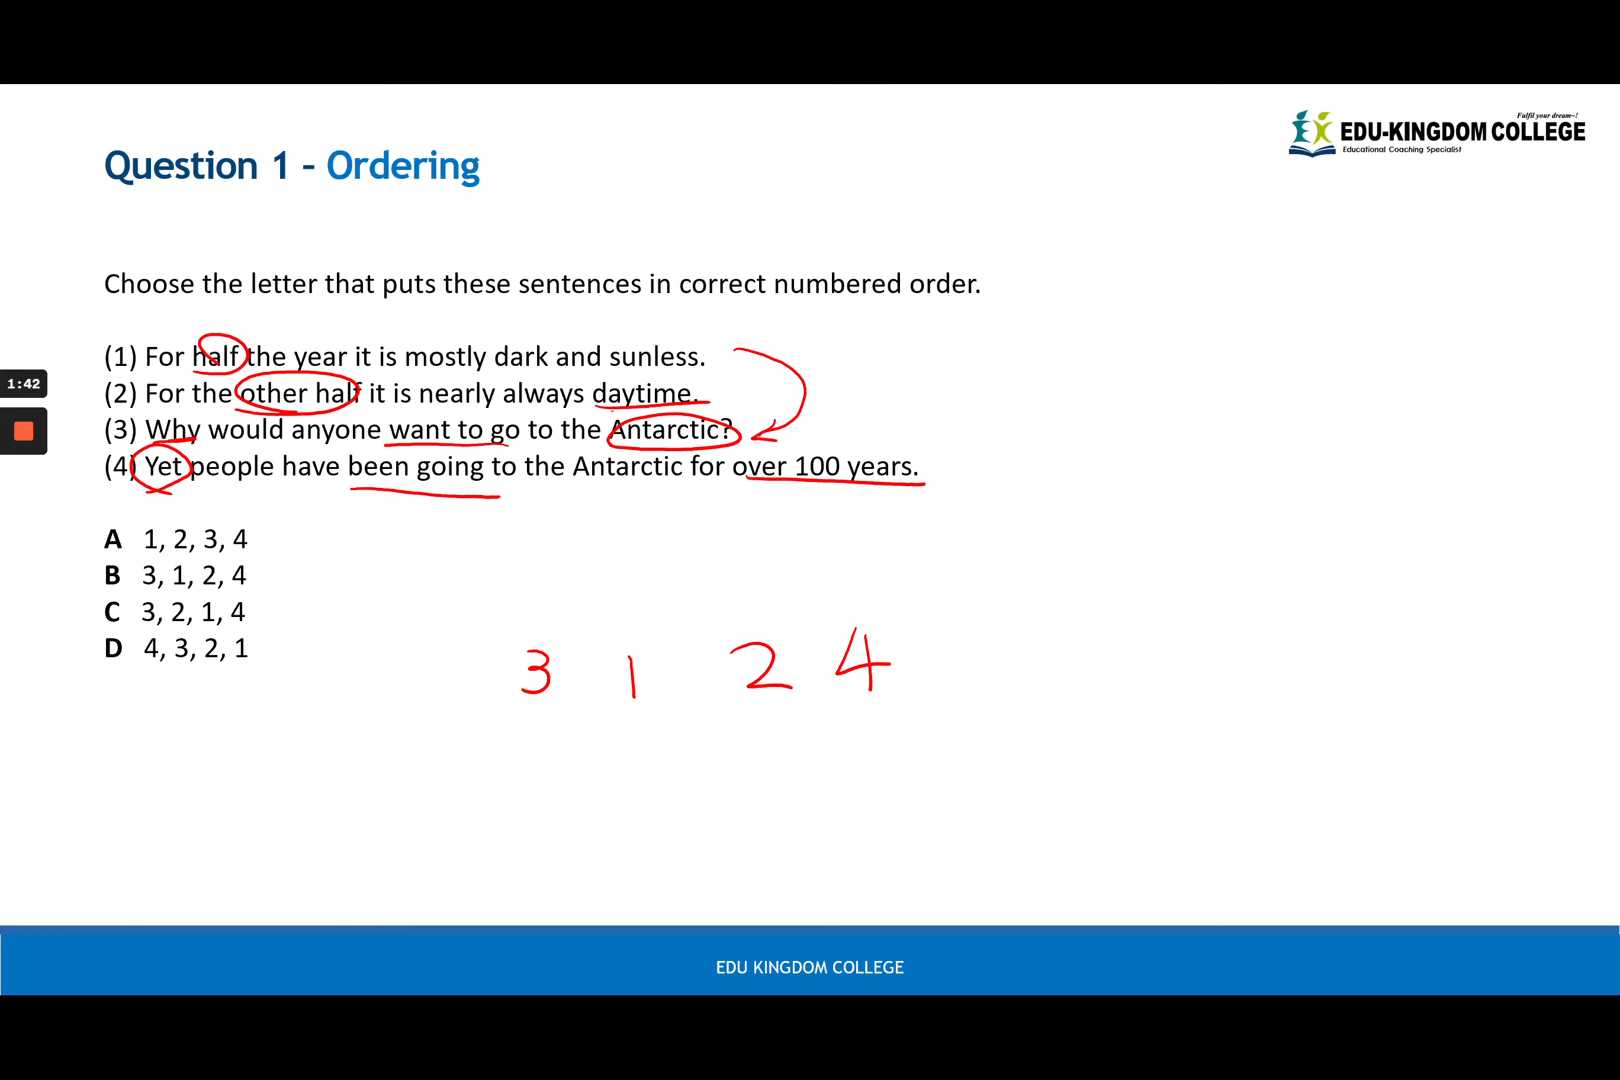 Fulfil your dream~!
EDU-KINGDOM COLLEGE
Educational Coaching Specialist
Question 1 – Ordering
Choose the letter that puts these sentences in correct numbered order.
(1) For half the year it is mostly dark and sunless.
(2) For the other half it is nearly always daytime.
(3) Why would anyone want to go to the Antarctic?
(4) Yet people have been going to the Antarctic for over 100 years.
1:42
A 1, 2, 3, 4
B 3, 1, 2, 4
C 3, 2, 1, 4
D 4, 3, 2, 1
3 1 2 4
EDU KINGDOM COLLEGE